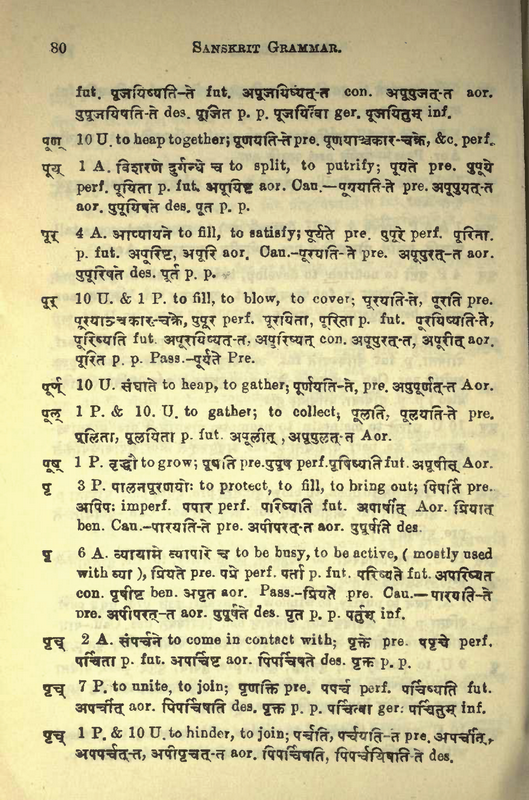 80 SANSKRIT GRAMMAR.
fut. पूजयिष्यति-ते fut. अपूजयिष्यत्-त con. अपूपुजत्-त aor.
पुपूजयिषति-ते des. पूजित p. p. पूजयित्वा ger. पूजयितुम् inf.
पूण् 10 U. to heap together; पूणयति-ते pre. पूणयाञ्चकार-चक्रे, &c. perf.
पूय् 1 A. विशरणे दुर्गन्धे च to split, to putrify; पूयते pre. पुपूये
perf. पूयिता p. fut. अपूयिष्ट aor. Cau.—पूययति-ते pre. अपूपुयत्-त
aor. पुपूयिषते des. पूत p. p.
पूर् 4 A. आप्यायने to fill, to satisfy; पूर्यते pre. पुपूरे perf. पूरिता.
p. fut. अपूरिष्ट, अपूरि aor. Cau.-पूरयति-ते pre. अपूपुरत्-त aor.
पुपूरिषते des. पूर्त p. p.
पूर् 10 U. & 1 P. to fill, to blow, to cover; पूरयति-ते, पूरति pre.
पूरयाञ्चकार-चक्रे, पुपूर perf. पूरयिता, पूरिता p. fut. पूरयिष्यति-ते,
पूरिष्यति fut. अपूरयिष्यत्-त, अपूरिष्यत् con. अपूपुरत्-त, अपूरीत् aor.
पूरित p. p. Pass.—पूर्यते Pre.
पूर्ण् 10 U. संघाते to heap, to gather; पूर्णयति-ते, pre. अपुपूर्णत्-त Aor.
पूल् 1 P. & 10. U. to gather; to collect; पूलति, पूलयति-ते pre.
पूलिता, पूलयिता p. fut. अपूलीत् , अपूपुलत्-त Aor.
पूष् 1 P. वृद्धौ to grow; पूषति pre. पुपूष perf. पूषिष्यति fut. अपूषीत् Aor.
पृ 3 P. पालनपूरणयोः to protect, to fill, to bring out; पिपर्ति pre.
अपिपः imperf. पपार perf. परिष्यति fut. अपार्षीत् Aor. प्रियात्
ben. Cau.—पारयति-ते pre. अपीपरत्-त aor. पुपूर्षति des.
पृ 6 A. व्यायामे व्यापारे च to be busy, to be active, ( mostly used
with व्या ), प्रियते pre. पप्रे perf. पर्ता p. fut. परिष्यते fut. अपरिष्यत
con. पृषीष्ट ben. अपृत aor. Pass.—प्रियते pre. Cau.—पारयति-ते
pre. अपीपरत्-त aor. पुपूर्षते des. पृत p. p. पर्तुम् inf.
पृच् 2 A. संपर्चने to come in contact with; पृक्ते pre. पपृचे perf.
पर्चिता p. fut. अपर्चिष्ट aor. पिपर्चिषते des. पृक्त p. p.
पृच् 7 P. to unite, to join; पृणक्ति pre. पपर्च perf. पर्चिष्यति fut.
अपर्चीत् aor. पिपर्चिषति des. पृक्त p. p. पर्चित्वा ger: पर्चितुम् inf.
पृच् 1 P. & 10 U. to hinder, to join; पर्चति, पर्चयति-ते pre. अपर्चीत्,
अपपर्चत्-त, अपीपृचत्-त aor. पिपर्चिषति, पिपर्चयिषति-ते des.